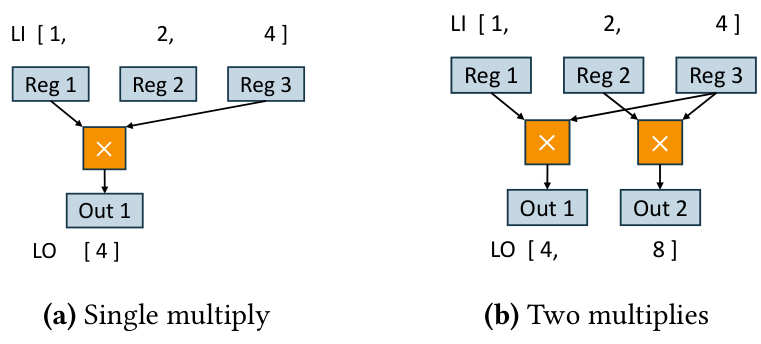 LI [ 1, 2, 4 ]
Reg 1 Reg 2 Reg 3
×
Out 1
LO [ 4 ]
(a) Single multiply
LI [ 1, 2, 4 ]
Reg 1 Reg 2 Reg 3
× ×
Out 1 Out 2
LO [ 4, 8 ]
(b) Two multiplies